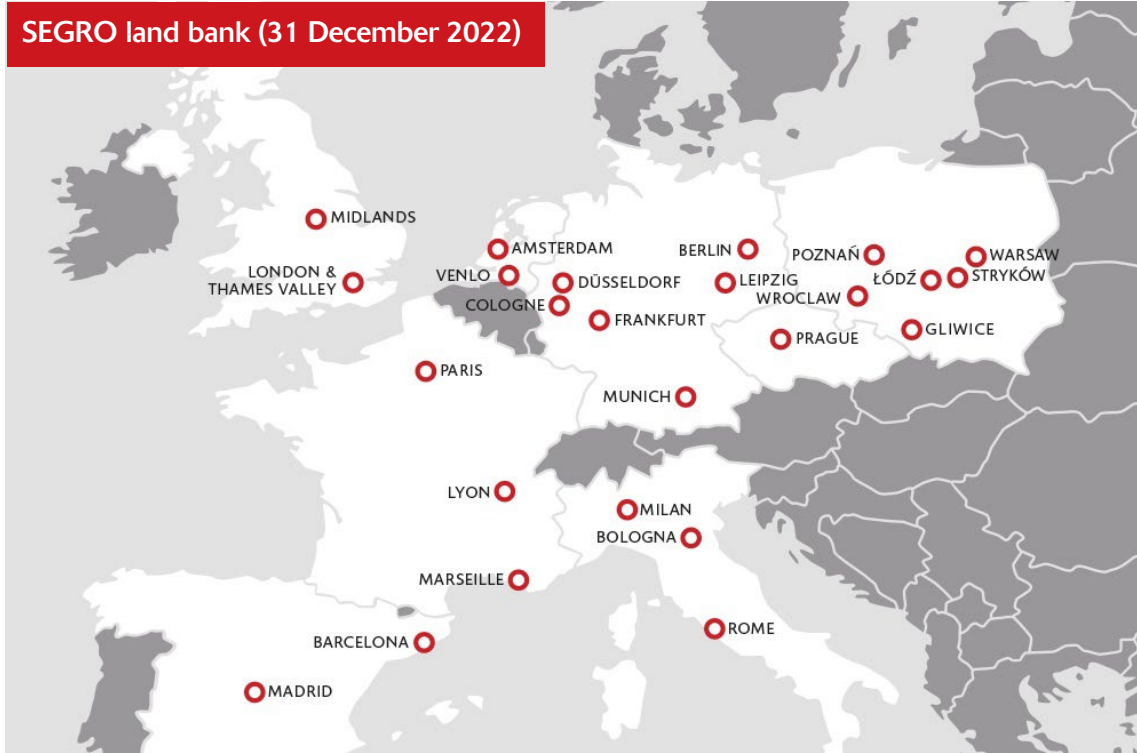 SEGRO land bank (31 December 2022)
MIDLANDS
LONDON &
THAMES VALLEY
AMSTERDAM
VENLO
DÜSSELDORF
COLOGNE
FRANKFURT
BERLIN
LEIPZIG
POZNAŃ
WARSAW
ŁÓDŹ
STRYKÓW
WROCLAW
GLIWICE
PRAGUE
PARIS
MUNICH
LYON
MILAN
BOLOGNA
MARSEILLE
ROME
BARCELONA
MADRID